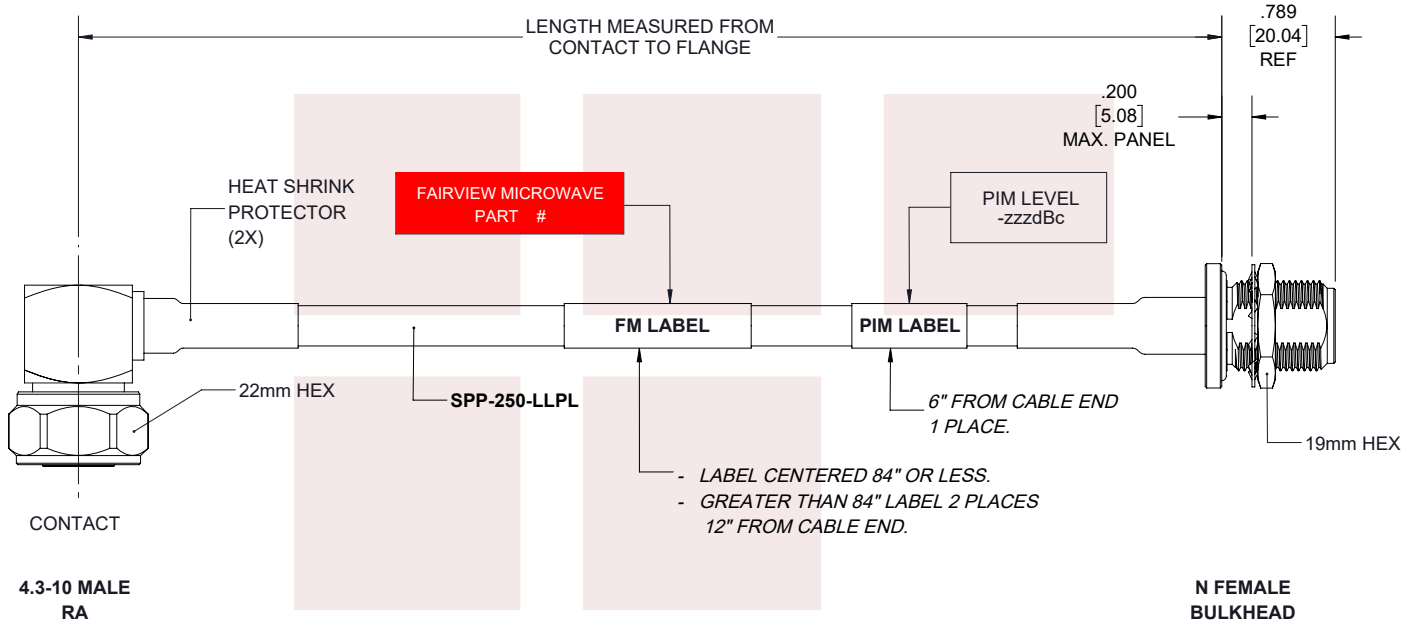 LENGTH MEASURED FROM
CONTACT TO FLANGE
.789
[20.04]
REF
.200
[5.08]
MAX. PANEL
HEAT SHRINK
PROTECTOR
(2X)
FAIRVIEW MICROWAVE
PART #
PIM LEVEL
-zzzdBc
FM LABEL
PIM LABEL
22mm HEX
SPP-250-LLPL
6" FROM CABLE END
1 PLACE.
19mm HEX
- LABEL CENTERED 84" OR LESS.
- GREATER THAN 84" LABEL 2 PLACES
12" FROM CABLE END.
CONTACT
4.3-10 MALE
RA
N FEMALE
BULKHEAD